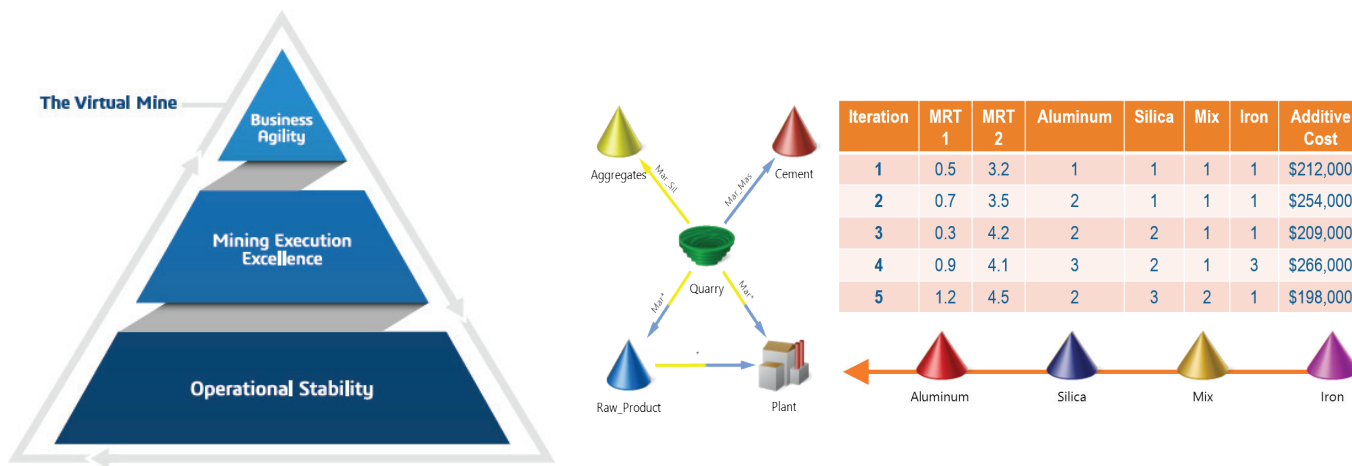 The Virtual Mine
Business
Agility
Mining Execution
Excellence
Operational Stability
Aggregates
Cement
Mar_Sil
Mar_Mas
Quarry
Mar*
Mar*
*
Raw_Product
Plant
Iteration MRT 1 MRT 2 Aluminum Silica Mix Iron Additive Cost
1 0.5 3.2 1 1 1 1 $212,000
2 0.7 3.5 2 1 1 1 $254,000
3 0.3 4.2 2 2 1 1 $209,000
4 0.9 4.1 3 2 1 3 $266,000
5 1.2 4.5 2 3 2 1 $198,000
Aluminum Silica Mix Iron